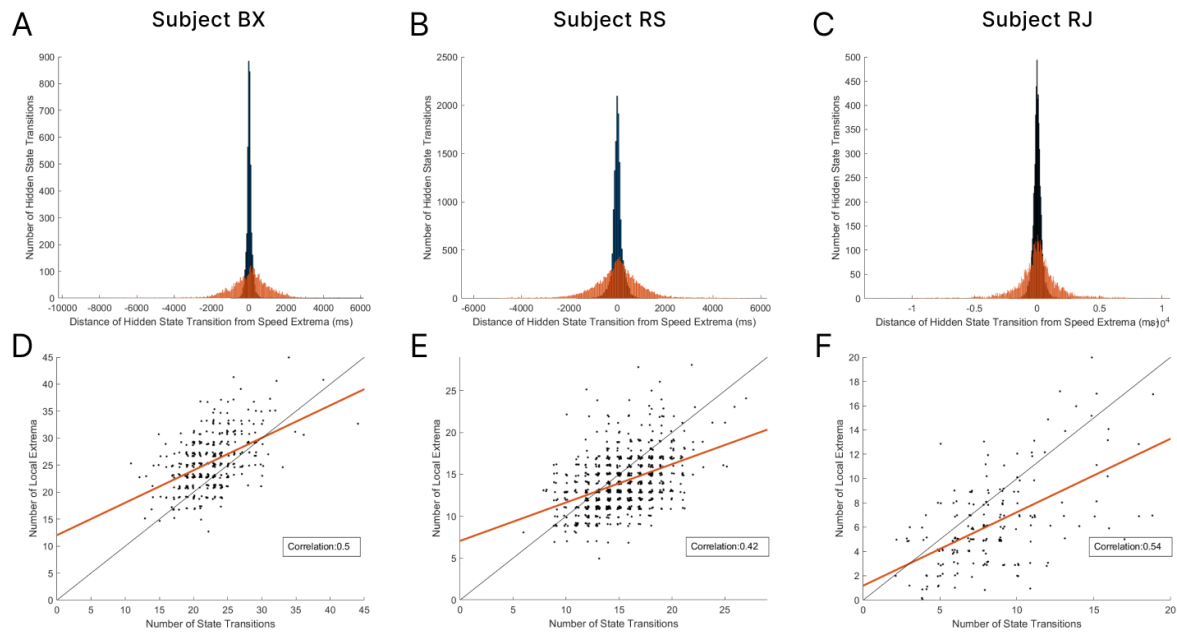 A Subject BX
B Subject RS
C Subject RJ
Number of Hidden State Transitions
900
800
700
600
500
400
300
200
100
0
-10000 -8000 -6000 -4000 -2000 0 2000 4000 6000
Distance of Hidden State Transition from Speed Extrema (ms)
Number of Hidden State Transitions
2500
2000
1500
1000
500
0
-6000 -4000 -2000 0 2000 4000 6000
Distance of Hidden State Transition from Speed Extrema (ms)
Number of Hidden State Transitions
500
450
400
350
300
250
200
150
100
50
0
-1 -0.5 0 0.5 1
Distance of Hidden State Transition from Speed Extrema (ms)
D
Number of Local Extrema
45
40
35
30
25
20
15
10
5
0
Correlation:0.5
0 5 10 15 20 25 30 35 40 45
Number of State Transitions
E
Number of Local Extrema
25
20
15
10
5
0
Correlation:0.42
0 5 10 15 20 25
Number of State Transitions
F
Number of Local Extrema
20
18
16
14
12
10
8
6
4
2
0
Correlation:0.54
0 5 10 15 20
Number of State Transitions